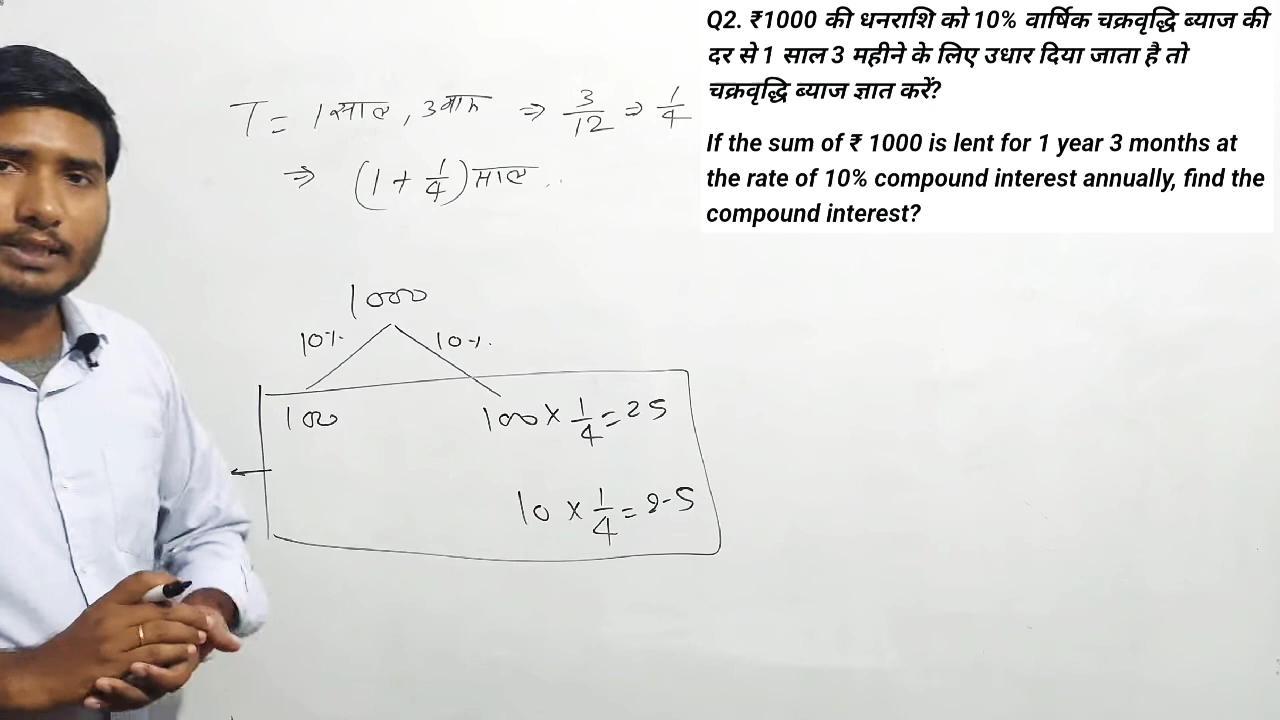 Q2. ₹1000 की धनराशि को 10% वार्षिक चक्रवृद्धि ब्याज की
दर से 1 साल 3 महीने के लिए उधार दिया जाता है तो
चक्रवृद्धि ब्याज ज्ञात करें?
If the sum of ₹ 1000 is lent for 1 year 3 months at
the rate of 10% compound interest annually, find the
compound interest?
T = 1 साल, 3 माह ⇒ 3/12 ⇒ 1/4
⇒ (1 + 1/4) साल
1000
10% 10%
100 100 × 1/4 = 25
10 × 1/4 = 2.5